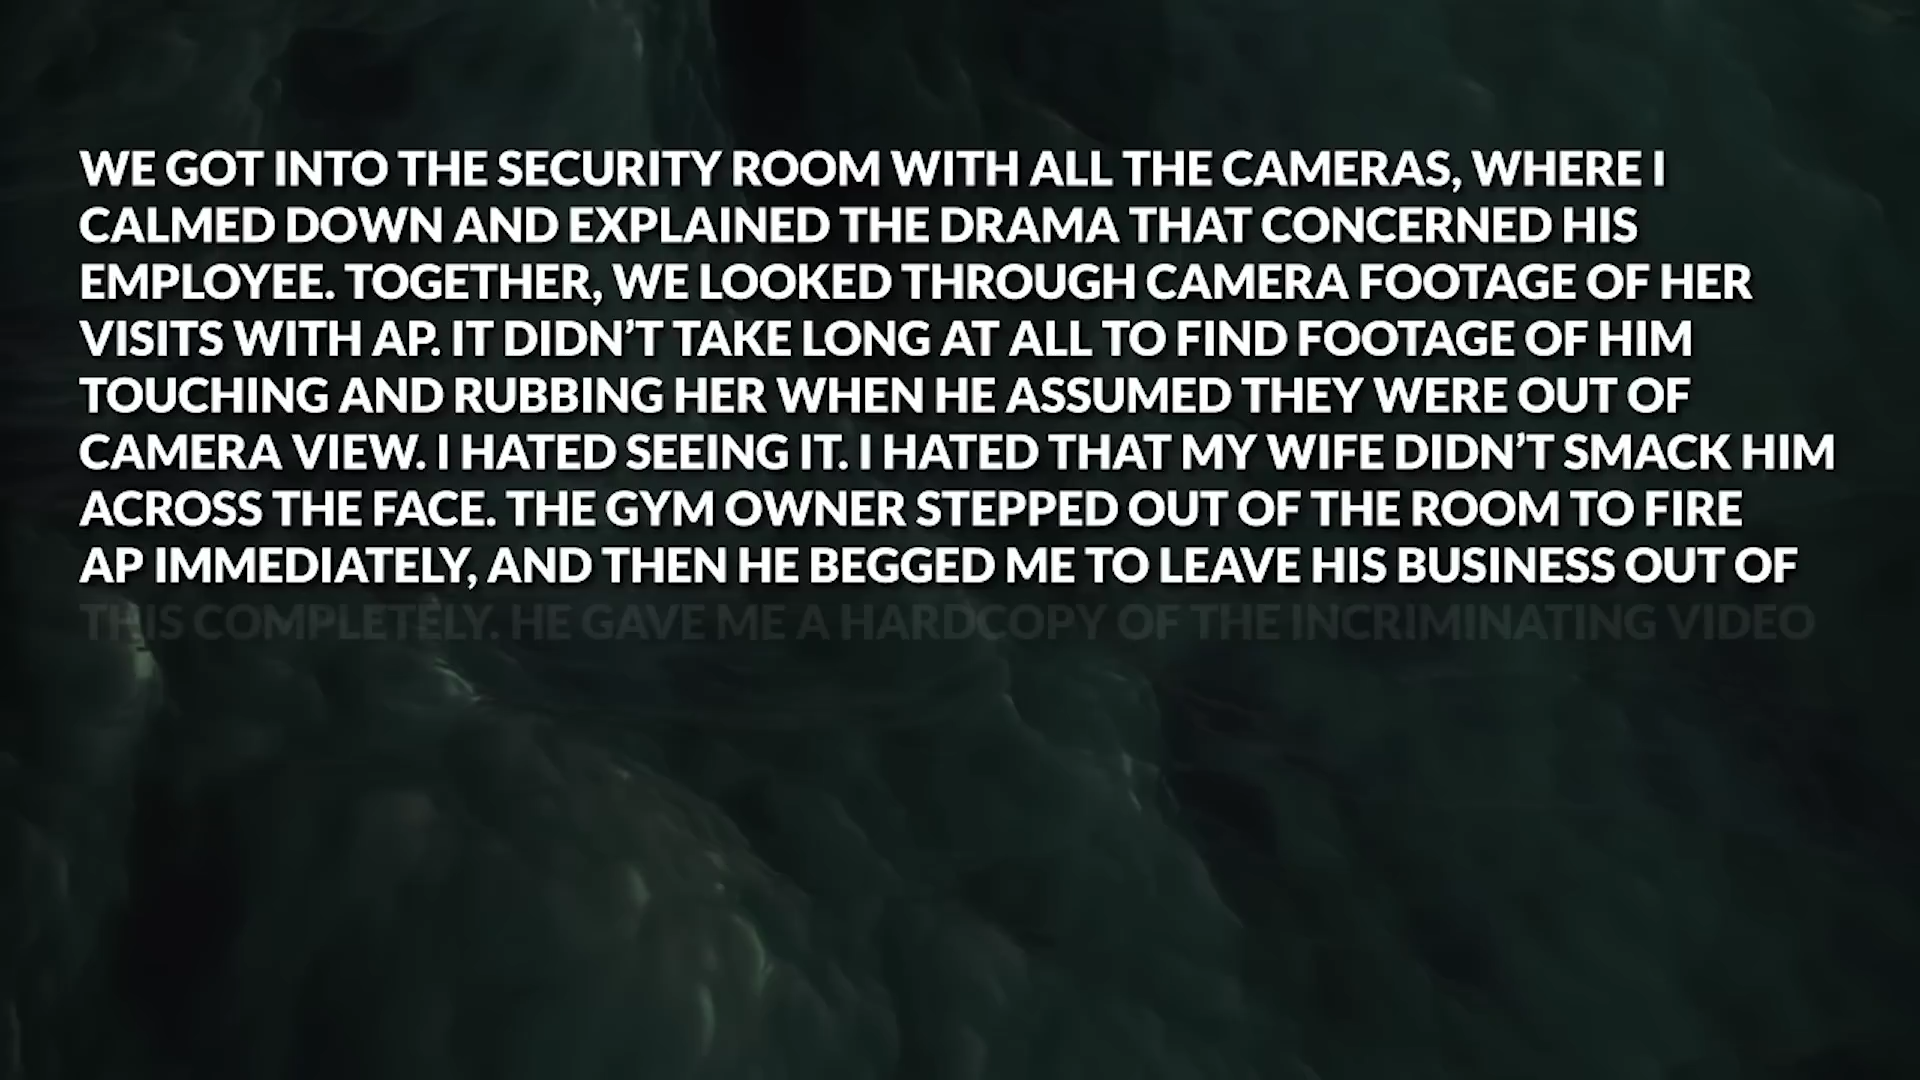 WE GOT INTO THE SECURITY ROOM WITH ALL THE CAMERAS, WHERE I
CALMED DOWN AND EXPLAINED THE DRAMA THAT CONCERNED HIS
EMPLOYEE. TOGETHER, WE LOOKED THROUGH CAMERA FOOTAGE OF HER
VISITS WITH AP. IT DIDN’T TAKE LONG AT ALL TO FIND FOOTAGE OF HIM
TOUCHING AND RUBBING HER WHEN HE ASSUMED THEY WERE OUT OF
CAMERA VIEW. I HATED SEEING IT. I HATED THAT MY WIFE DIDN’T SMACK HIM
ACROSS THE FACE. THE GYM OWNER STEPPED OUT OF THE ROOM TO FIRE
AP IMMEDIATELY, AND THEN HE BEGGED ME TO LEAVE HIS BUSINESS OUT OF
THIS COMPLETELY. HE GAVE ME A HARDCOPY OF THE INCRIMINATING VIDEO